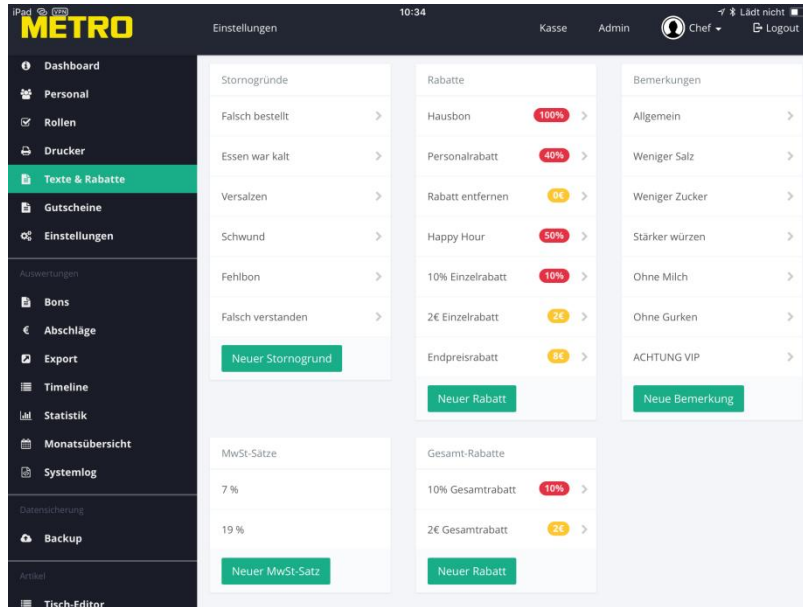 iPad VPN 10:34 Lädt nicht
METRO
Einstellungen Kasse Admin Chef Logout
Dashboard
Personal
Rollen
Drucker
Texte & Rabatte
Gutscheine
Einstellungen
Auswertungen
Bons
€ Abschläge
Export
Timeline
Statistik
Monatsübersicht
Systemlog
Datensicherung
Backup
Artikel
Tisch-Editor
Stornogründe
Falsch bestellt
Essen war kalt
Versalzen
Schwund
Fehlbon
Falsch verstanden
Neuer Stornogrund
Rabatte
Hausbon 100%
Personalrabatt 40%
Rabatt entfernen 0€
Happy Hour 50%
10% Einzelrabatt 10%
2€ Einzelrabatt 2€
Endpreisrabatt 8€
Neuer Rabatt
Bemerkungen
Allgemein
Weniger Salz
Weniger Zucker
Stärker würzen
Ohne Milch
Ohne Gurken
ACHTUNG VIP
Neue Bemerkung
MwSt-Sätze
7 %
19 %
Neuer MwSt-Satz
Gesamt-Rabatte
10% Gesamtrabatt 10%
2€ Gesamtrabatt 2€
Neuer Rabatt